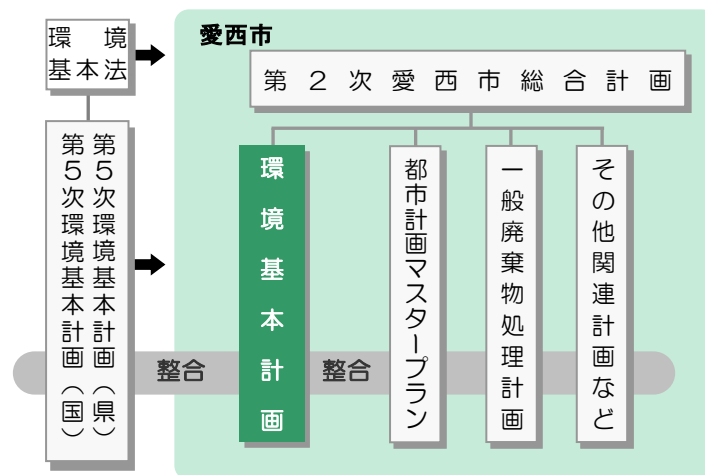 環境
基本法
愛西市
第2次愛西市総合計画
第5次環境基本計画(県)
第5次環境基本計画(国)
整合
環境基本計画
整合
都市計画マスタープラン
一般廃棄物処理計画
その他関連計画など